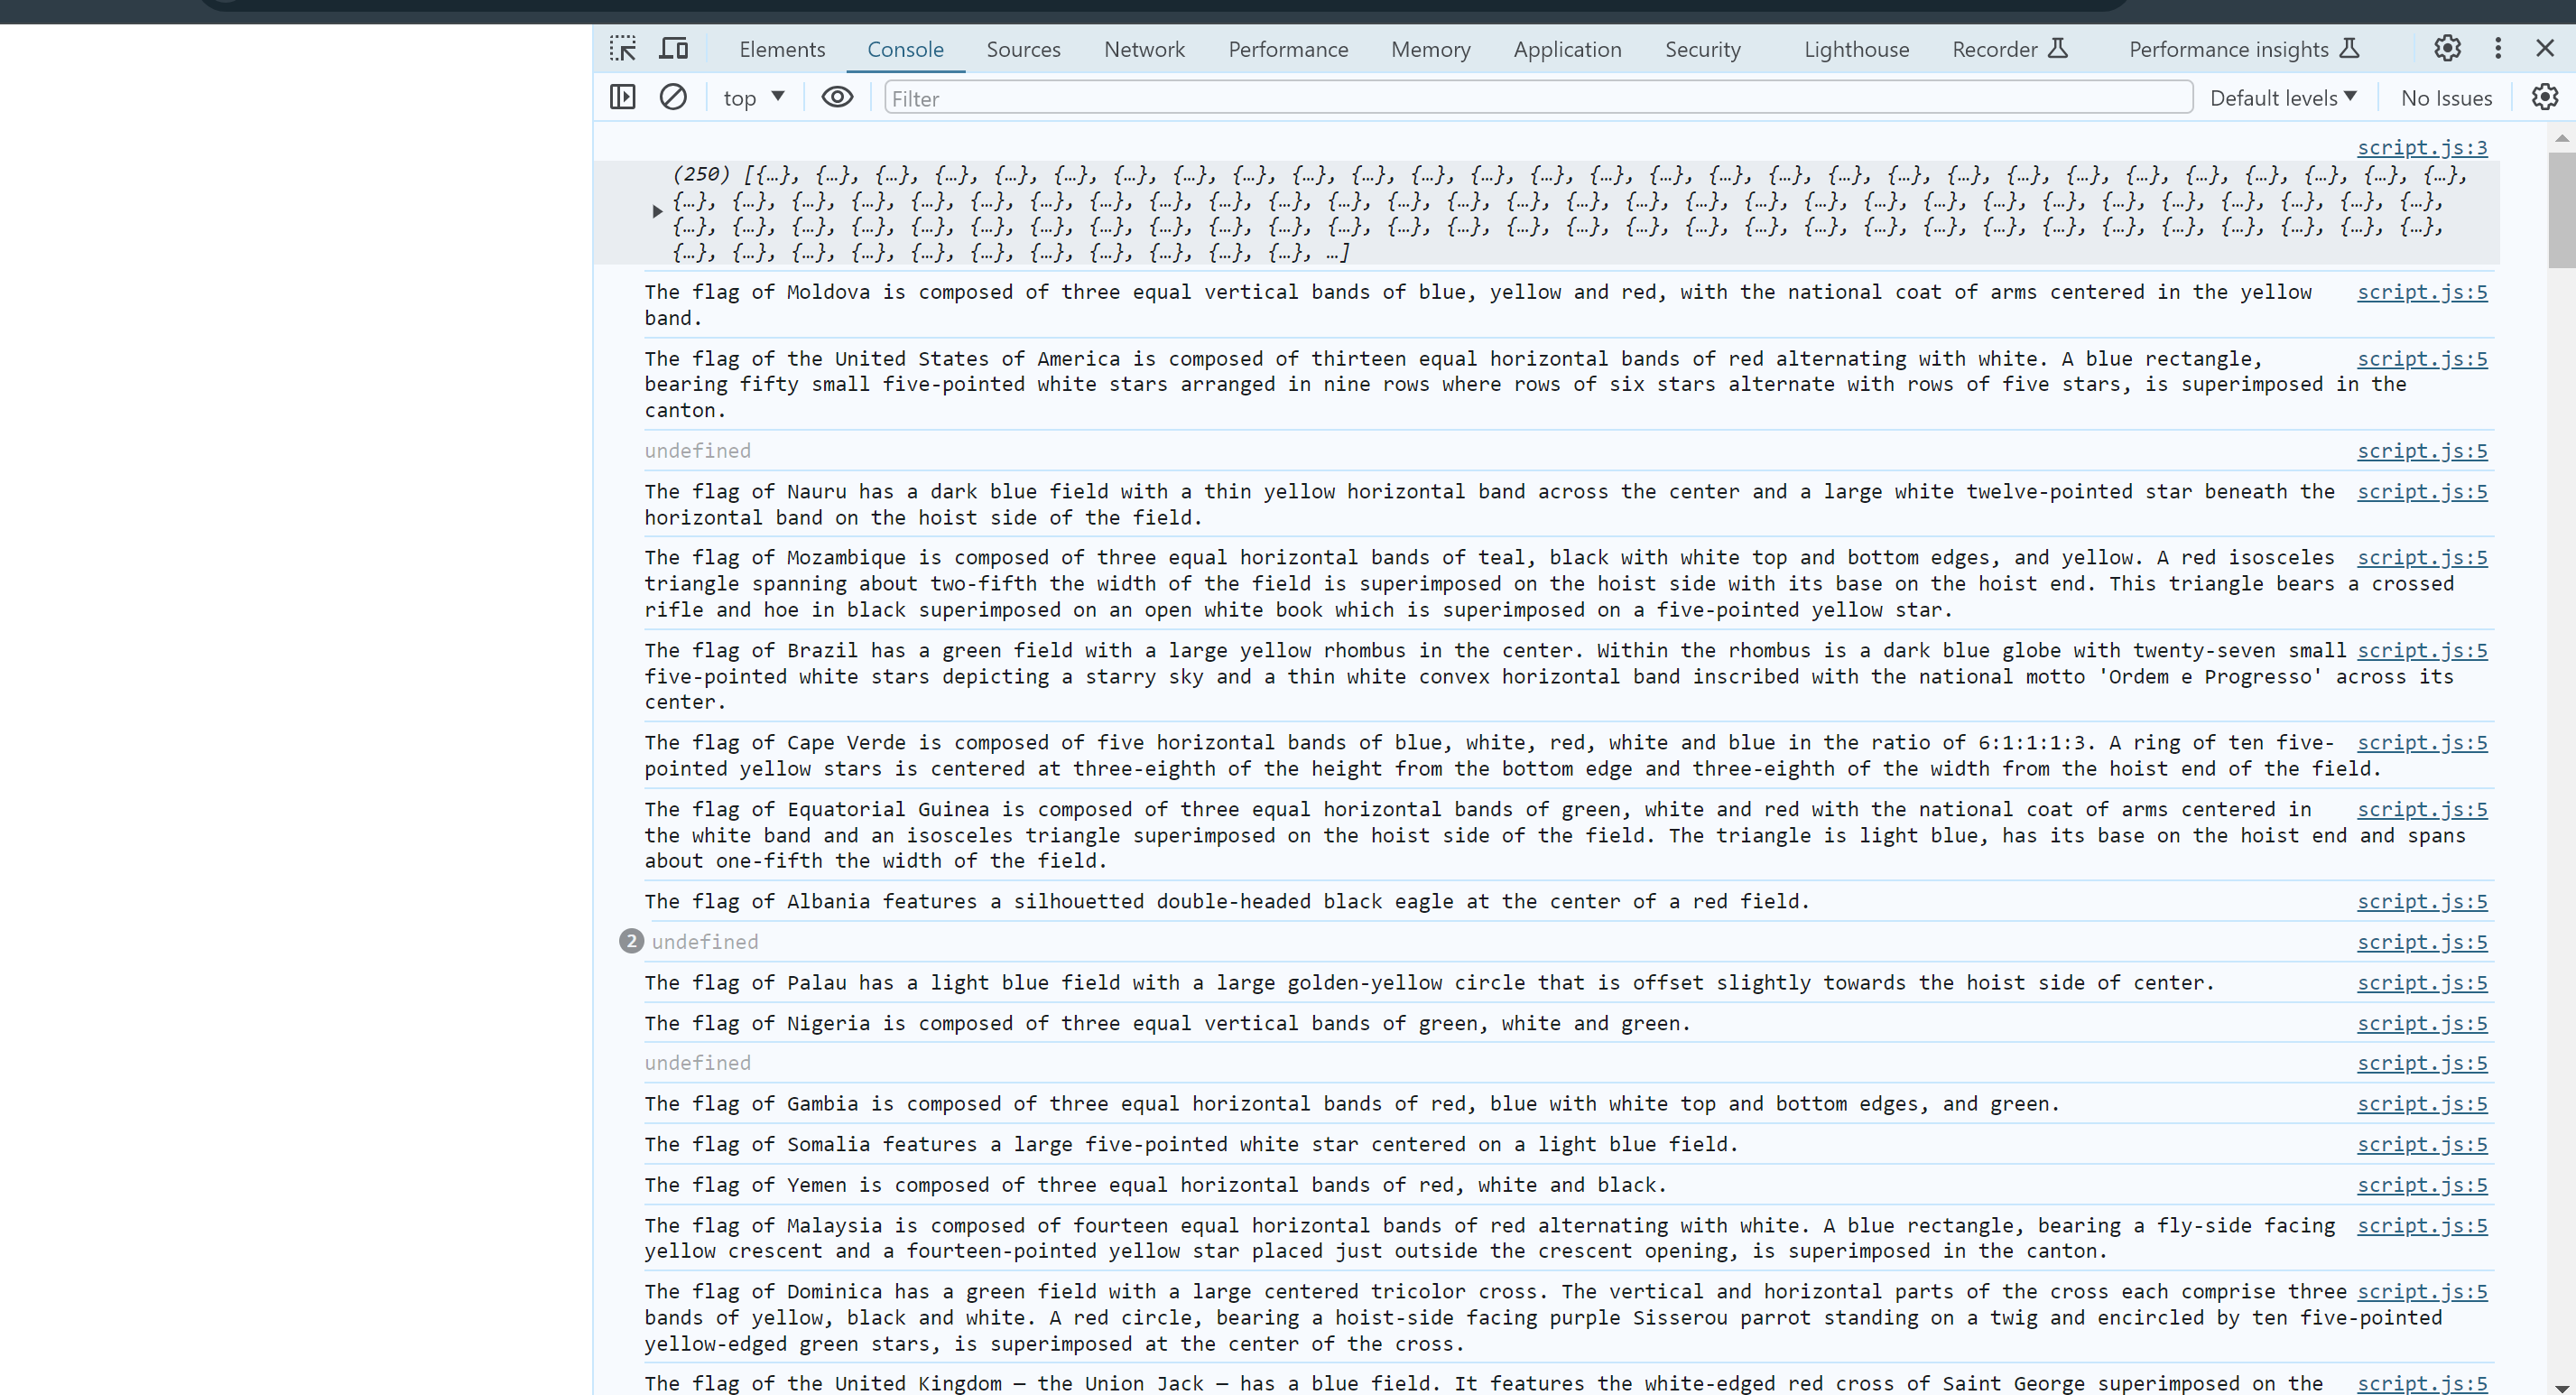 Elements Console Sources Network Performance Memory Application Security Lighthouse Recorder Performance insights
top Filter Default levels No Issues
script.js:3
(250) [{…}, {…}, {…}, {…}, {…}, {…}, {…}, {…}, {…}, {…}, {…}, {…}, {…}, {…}, {…}, {…}, {…}, {…}, {…}, {…}, {…}, {…}, {…}, {…}, {…}, {…}, {…}, {…}, {…},
{…}, {…}, {…}, {…}, {…}, {…}, {…}, {…}, {…}, {…}, {…}, {…}, {…}, {…}, {…}, {…}, {…}, {…}, {…}, {…}, {…}, {…}, {…}, {…}, {…}, {…}, {…}, {…}, {…}, {…},
{…}, {…}, {…}, {…}, {…}, {…}, {…}, {…}, {…}, {…}, {…}, {…}, {…}, {…}, {…}, {…}, {…}, {…}, {…}, {…}, {…}, {…}, {…}, {…}, {…}, {…}, {…}, {…}, {…}, {…},
{…}, {…}, {…}, {…}, {…}, {…}, {…}, {…}, {…}, {…}, {…}, …]
The flag of Moldova is composed of three equal vertical bands of blue, yellow and red, with the national coat of arms centered in the yellow script.js:5
band.
The flag of the United States of America is composed of thirteen equal horizontal bands of red alternating with white. A blue rectangle, script.js:5
bearing fifty small five-pointed white stars arranged in nine rows where rows of six stars alternate with rows of five stars, is superimposed in the
canton.
undefined script.js:5
The flag of Nauru has a dark blue field with a thin yellow horizontal band across the center and a large white twelve-pointed star beneath the script.js:5
horizontal band on the hoist side of the field.
The flag of Mozambique is composed of three equal horizontal bands of teal, black with white top and bottom edges, and yellow. A red isosceles script.js:5
triangle spanning about two-fifth the width of the field is superimposed on the hoist side with its base on the hoist end. This triangle bears a crossed
rifle and hoe in black superimposed on an open white book which is superimposed on a five-pointed yellow star.
The flag of Brazil has a green field with a large yellow rhombus in the center. Within the rhombus is a dark blue globe with twenty-seven small script.js:5
five-pointed white stars depicting a starry sky and a thin white convex horizontal band inscribed with the national motto 'Ordem e Progresso' across its
center.
The flag of Cape Verde is composed of five horizontal bands of blue, white, red, white and blue in the ratio of 6:1:1:1:3. A ring of ten five- script.js:5
pointed yellow stars is centered at three-eighth of the height from the bottom edge and three-eighth of the width from the hoist end of the field.
The flag of Equatorial Guinea is composed of three equal horizontal bands of green, white and red with the national coat of arms centered in script.js:5
the white band and an isosceles triangle superimposed on the hoist side of the field. The triangle is light blue, has its base on the hoist end and spans
about one-fifth the width of the field.
The flag of Albania features a silhouetted double-headed black eagle at the center of a red field. script.js:5
2 undefined script.js:5
The flag of Palau has a light blue field with a large golden-yellow circle that is offset slightly towards the hoist side of center. script.js:5
The flag of Nigeria is composed of three equal vertical bands of green, white and green. script.js:5
undefined script.js:5
The flag of Gambia is composed of three equal horizontal bands of red, blue with white top and bottom edges, and green. script.js:5
The flag of Somalia features a large five-pointed white star centered on a light blue field. script.js:5
The flag of Yemen is composed of three equal horizontal bands of red, white and black. script.js:5
The flag of Malaysia is composed of fourteen equal horizontal bands of red alternating with white. A blue rectangle, bearing a fly-side facing script.js:5
yellow crescent and a fourteen-pointed yellow star placed just outside the crescent opening, is superimposed in the canton.
The flag of Dominica has a green field with a large centered tricolor cross. The vertical and horizontal parts of the cross each comprise three script.js:5
bands of yellow, black and white. A red circle, bearing a hoist-side facing purple Sisserou parrot standing on a twig and encircled by ten five-pointed
yellow-edged green stars, is superimposed at the center of the cross.
The flag of the United Kingdom — the Union Jack — has a blue field. It features the white-edged red cross of Saint George superimposed on the script.js:5